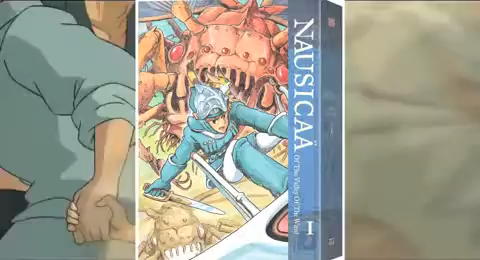 NAUSICAÄ
Of The Valley Of The Wind
I